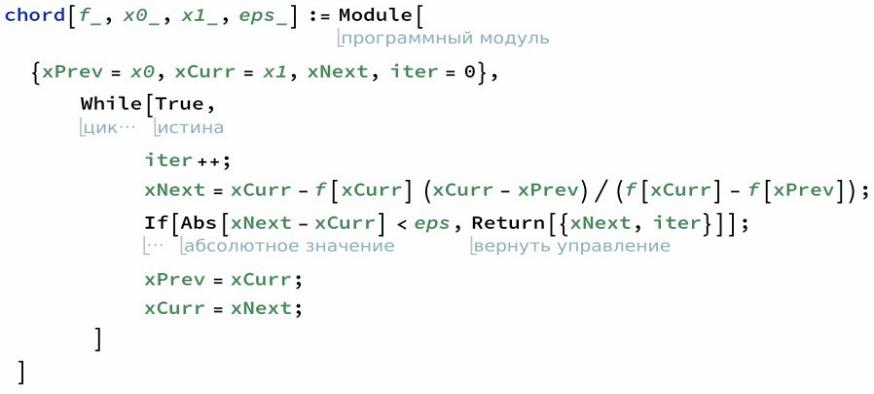 chord[f_, x0_, x1_, eps_] := Module[
программный модуль
{xPrev = x0, xCurr = x1, xNext, iter = 0},
While[True,
цик⋯ истина
iter++;
xNext = xCurr - f[xCurr] (xCurr - xPrev) / (f[xCurr] - f[xPrev]);
If[Abs[xNext - xCurr] < eps, Return[{xNext, iter}]];
⋯ абсолютное значение вернуть управление
xPrev = xCurr;
xCurr = xNext;
]
]